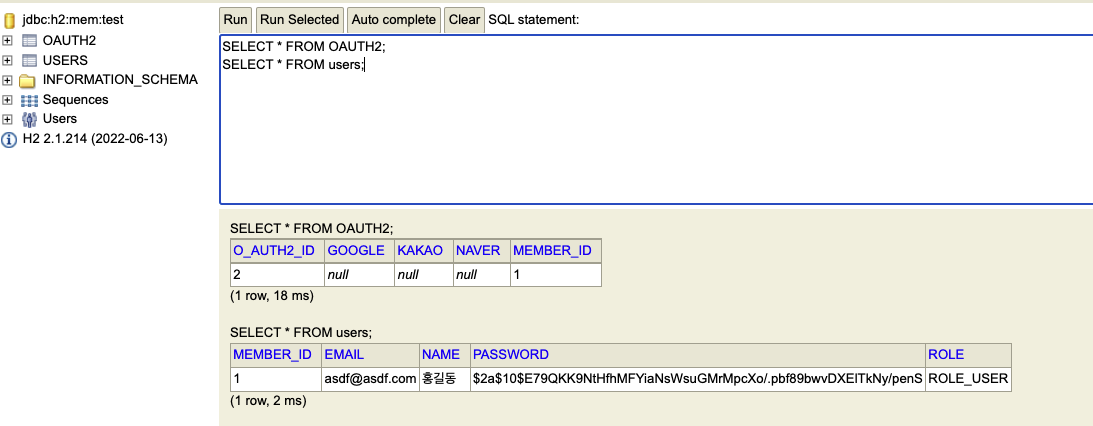 jdbc:h2:mem:test
OAUTH2
USERS
INFORMATION_SCHEMA
Sequences
Users
H2 2.1.214 (2022-06-13)
Run Run Selected Auto complete Clear SQL statement:
SELECT * FROM OAUTH2;
SELECT * FROM users;
SELECT * FROM OAUTH2;
O_AUTH2_ID GOOGLE KAKAO NAVER MEMBER_ID
2 null null null 1
(1 row, 18 ms)
SELECT * FROM users;
MEMBER_ID EMAIL NAME PASSWORD ROLE
1 asdf@asdf.com 홍길동 $2a$10$E79QKK9NtHfhMFYiaNsWsuGMrMpcXo/.pbf89bwvDXElTkNy/penS ROLE_USER
(1 row, 2 ms)